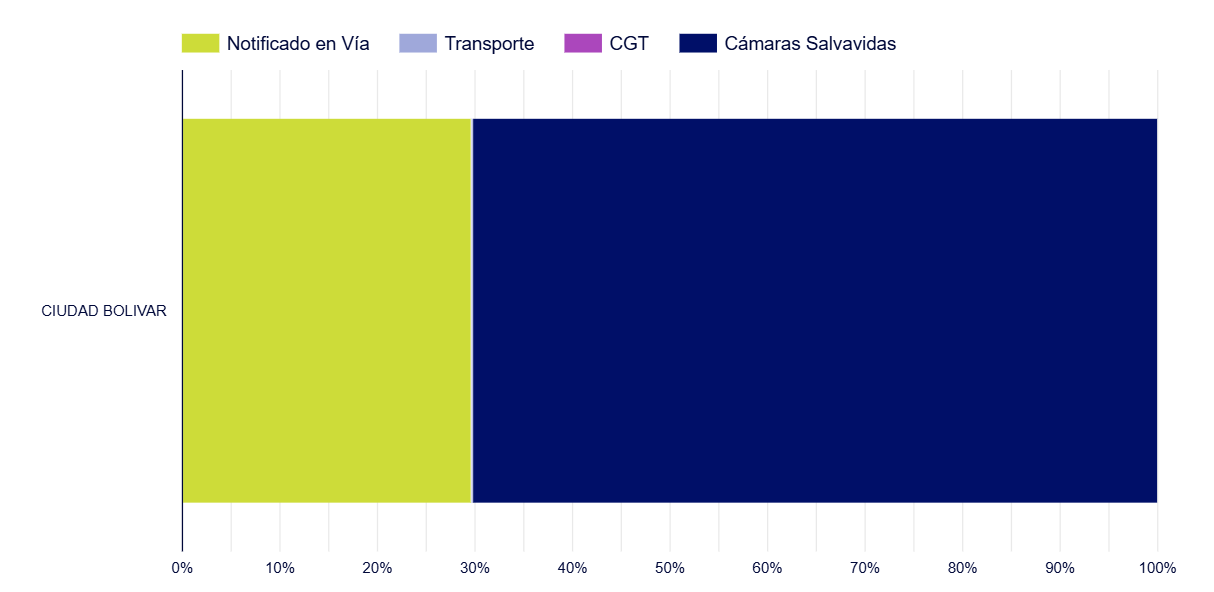 Notificado en Vía Transporte CGT Cámaras Salvavidas
CIUDAD BOLIVAR
0% 10% 20% 30% 40% 50% 60% 70% 80% 90% 100%